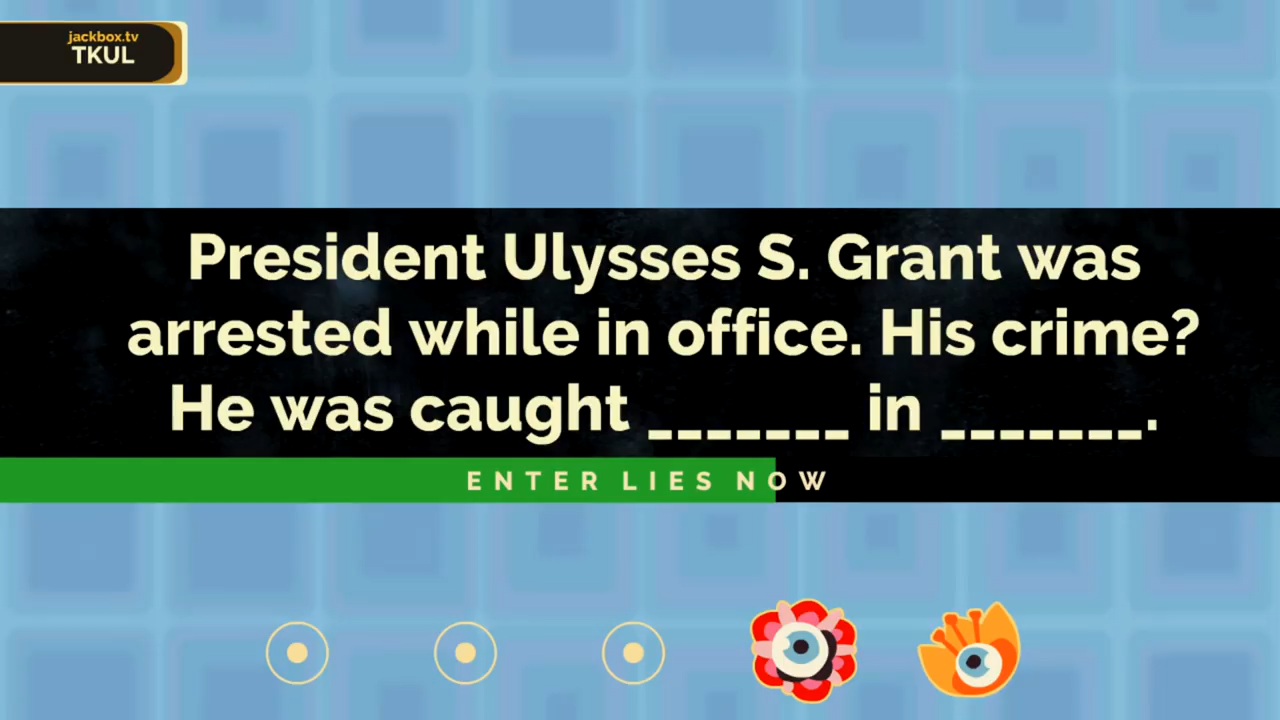 jackbox.tv
TKUL
President Ulysses S. Grant was
arrested while in office. His crime?
He was caught _______ in _______.
ENTER LIES NOW